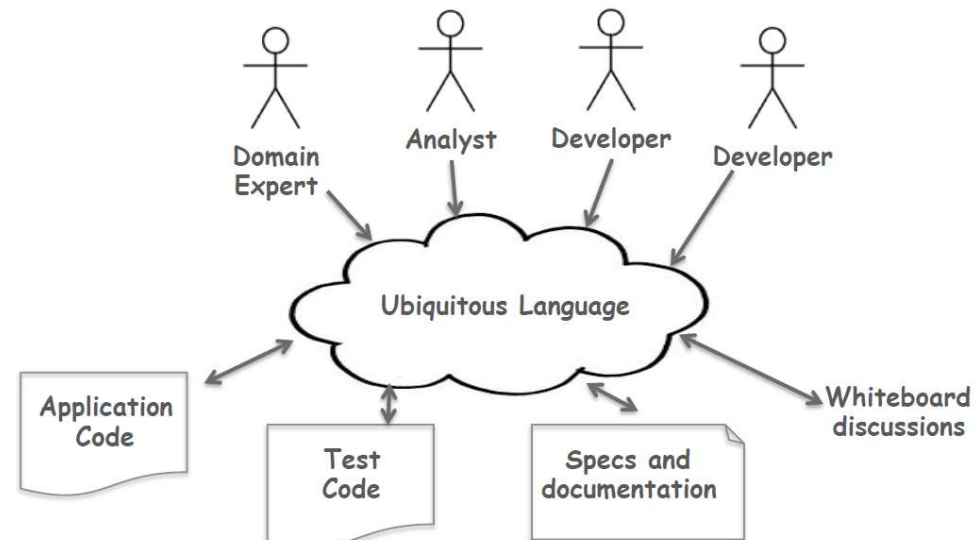 Domain
Expert
Analyst
Developer
Developer
Ubiquitous Language
Application
Code
Test
Code
Specs and
documentation
Whiteboard
discussions